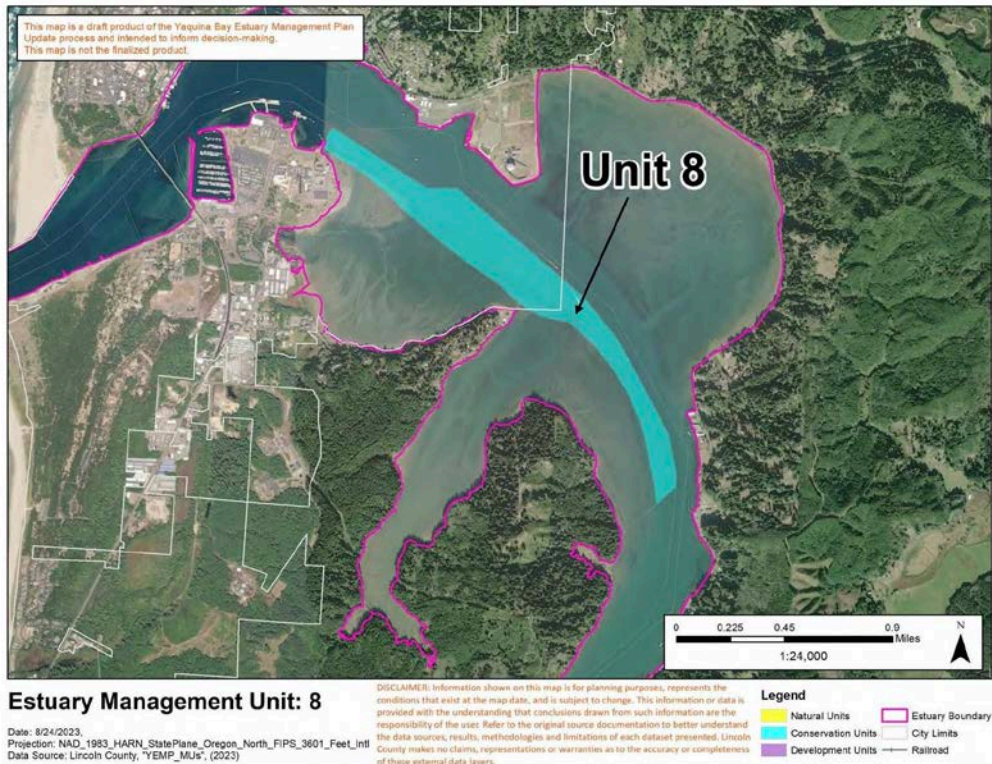 This map is a draft product of the Yaquina Bay Estuary Management Plan
Update process and intended to inform decision-making.
This map is not the finalized product.
Unit 8
N
0 0.225 0.45 0.9
Miles
1:24,000
Estuary Management Unit: 8
Date: 8/24/2023,
Projection: NAD_1983_HARN_StatePlane_Oregon_North_FIPS_3601_Feet_Intl
Data Source: Lincoln County, "YEMP_MUs", (2023)
DISCLAIMER: Information shown on this map is for planning purposes, represents the
conditions that exist at the map date, and is subject to change. This information or data is
provided with the understanding that conclusions drawn from such information are the
responsibility of the user. Refer to the original source documentation to better understand
the data sources, results, methodologies and limitations of each dataset presented. Lincoln
County makes no claims, representations or warranties as to the accuracy or completeness
of these external data layers.
Legend
Natural Units
Conservation Units
Development Units
Estuary Boundary
City Limits
Railroad